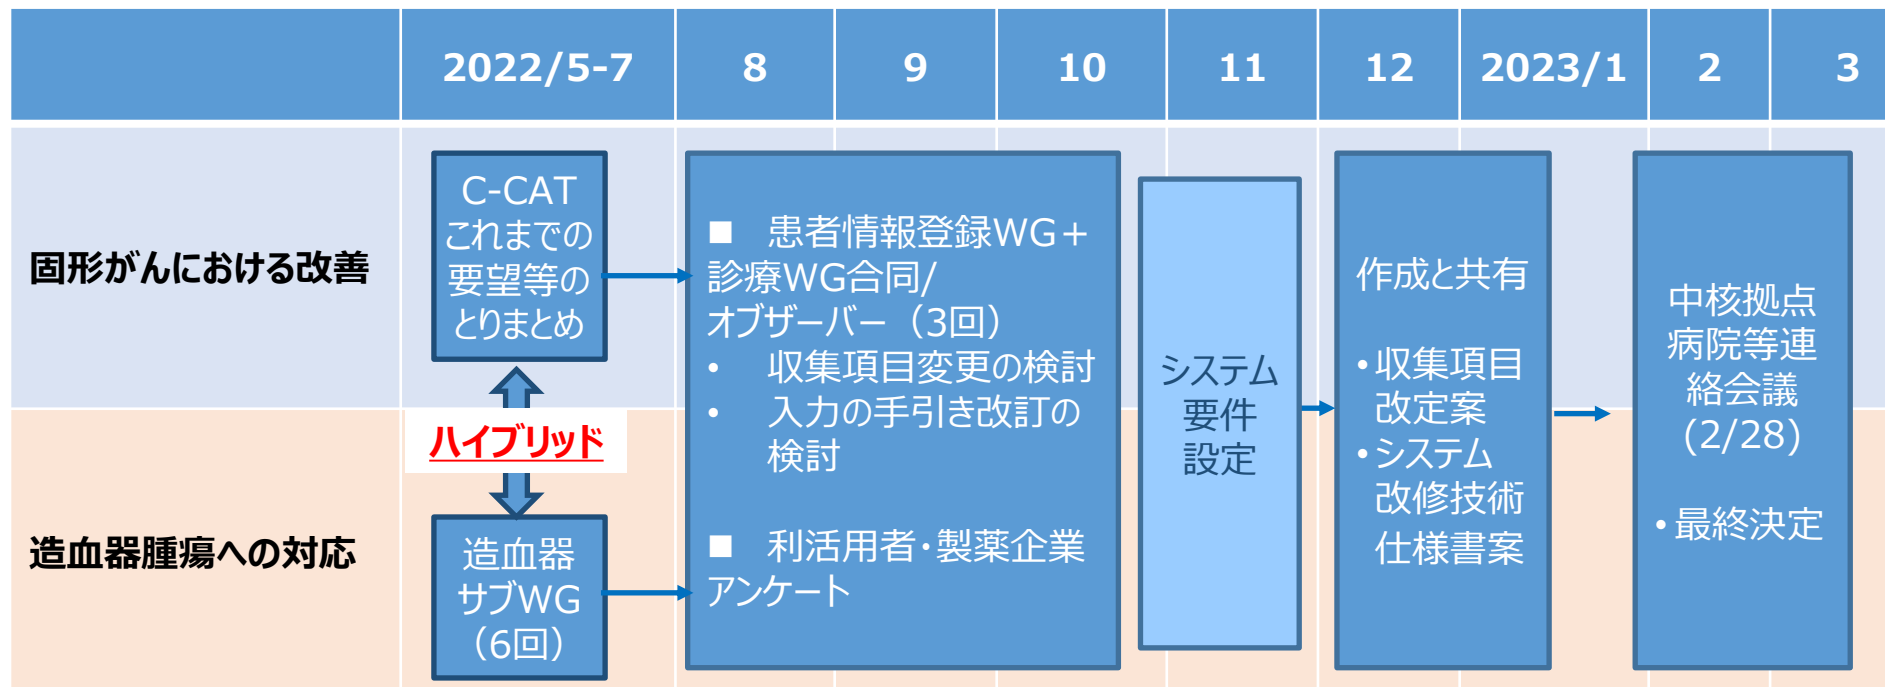 2022/5-7
8
9
10
11
12
2023/1
2
3
固形がんにおける改善
造血器腫瘍への対応
C-CAT
これまでの
要望等の
とりまとめ
ハイブリッド
造血器
サブWG
（6回）
■ 患者情報登録WG＋
診療WG合同/
オブザーバー（3回）
• 収集項目変更の検討
• 入力の手引き改訂の
検討
■ 利活用者・製薬企業
アンケート
システム
要件
設定
作成と共有
•収集項目
改定案
•システム
改修技術
仕様書案
中核拠点
病院等連
絡会議
(2/28)
•最終決定